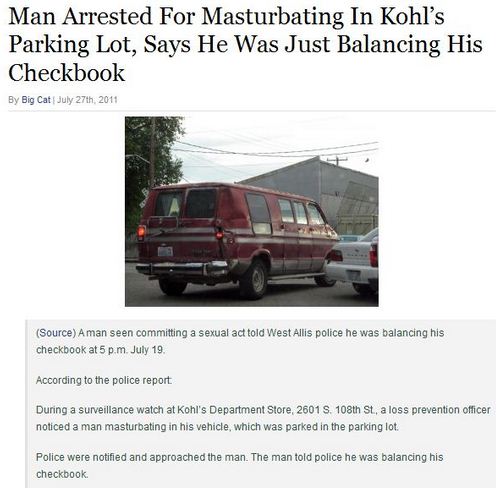 Man Arrested For Masturbating In Kohl's
Parking Lot, Says He Was Just Balancing His
Checkbook
By Big Cat | July 27th, 2011
(Source) A man seen committing a sexual act told West Allis police he was balancing his
checkbook at 5 p.m. July 19.
According to the police report:
During a surveillance watch at Kohl's Department Store, 2601 S. 108th St., a loss prevention officer
noticed a man masturbating in his vehicle, which was parked in the parking lot.
Police were notified and approached the man. The man told police he was balancing his
checkbook.